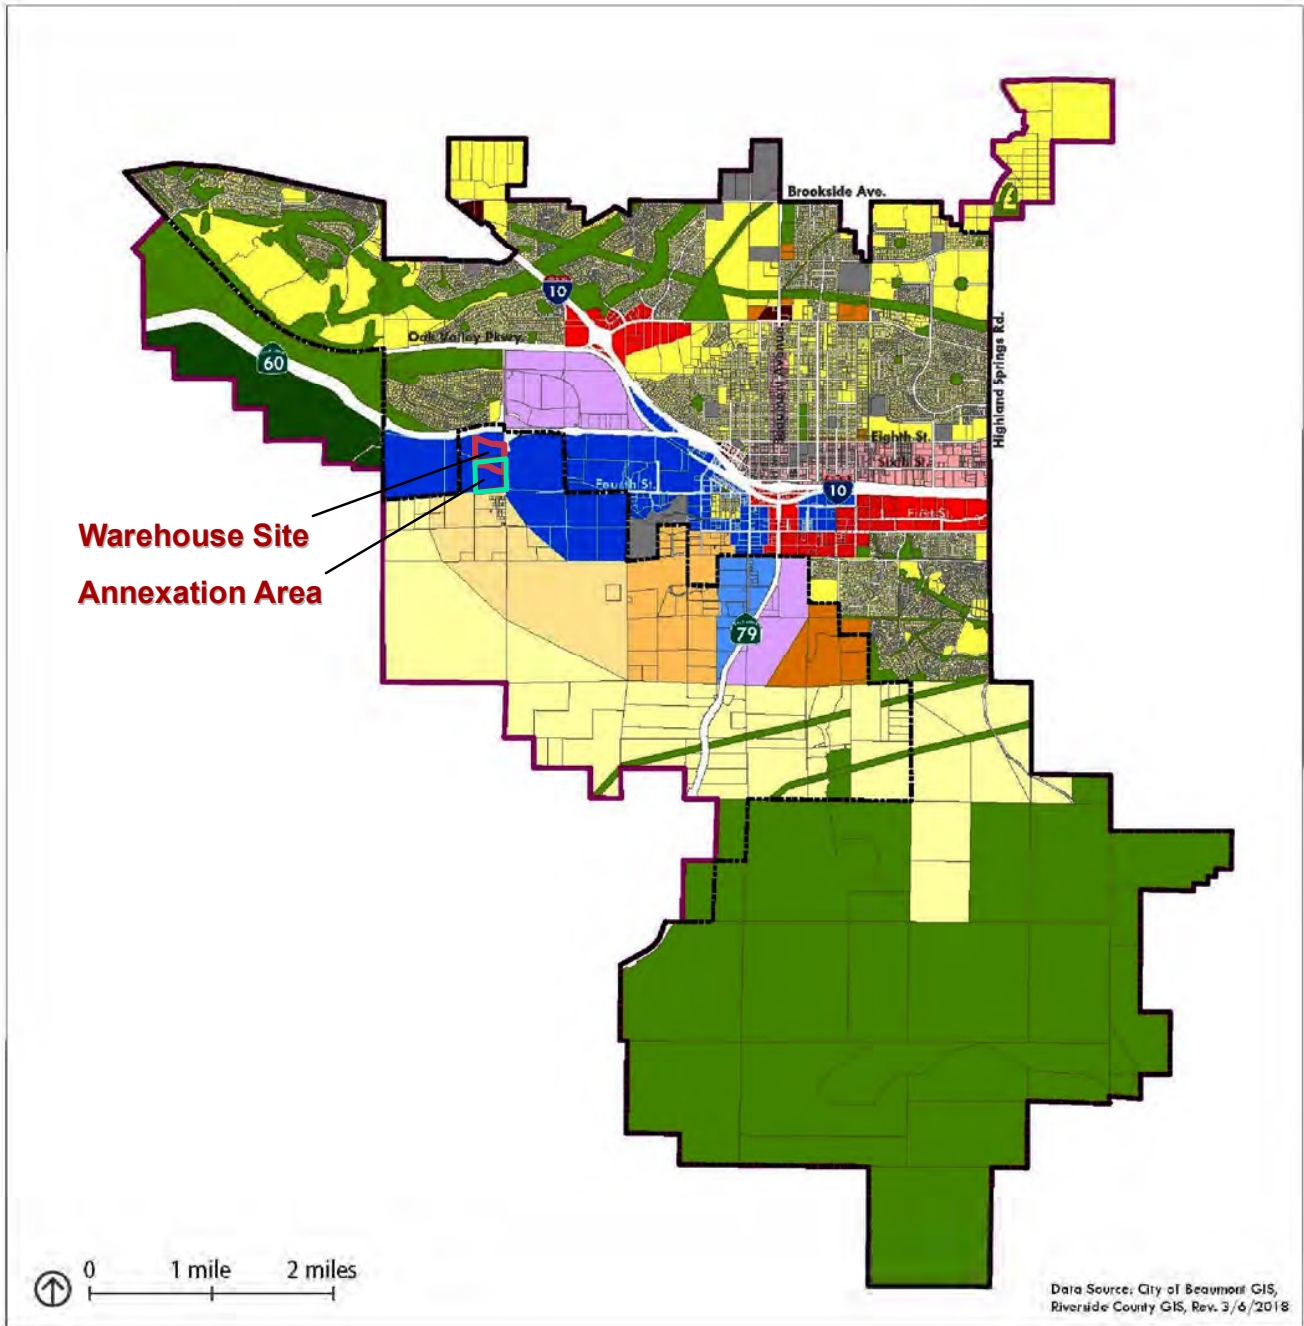 Brookside Ave.
10
Highland Springs Rd.
Oak Valley Pkwy.
Beaumont Avenue
60
Eighth St.
Sixth St.
Fourth St.
10
First St.
Warehouse Site
Annexation Area
79
0 1 mile 2 miles
Data Source: City of Beaumont GIS,
Riverside County GIS, Rev. 3/6/2018